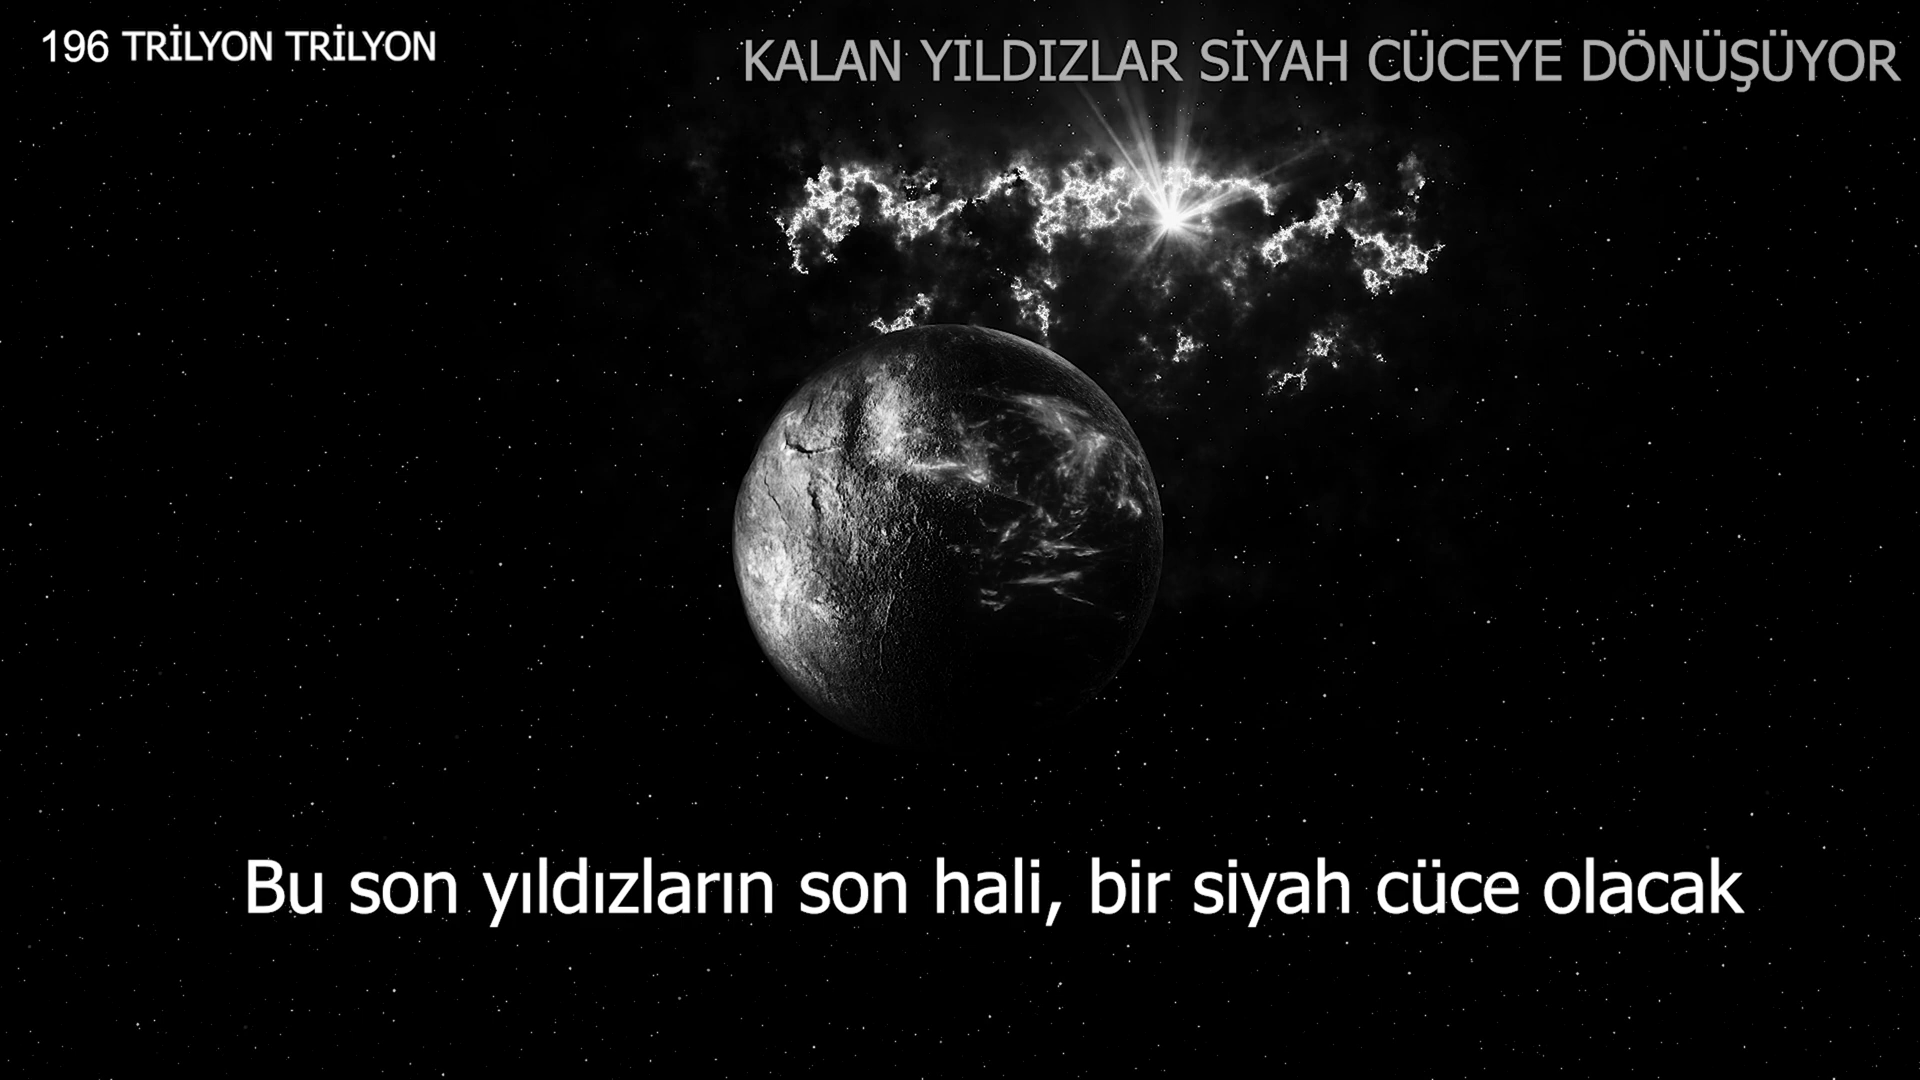 196 TRİLYON TRİLYON
KALAN YILDIZLAR SİYAH CÜCEYE DÖNÜŞÜYOR
Bu son yıldızların son hali, bir siyah cüce olacak